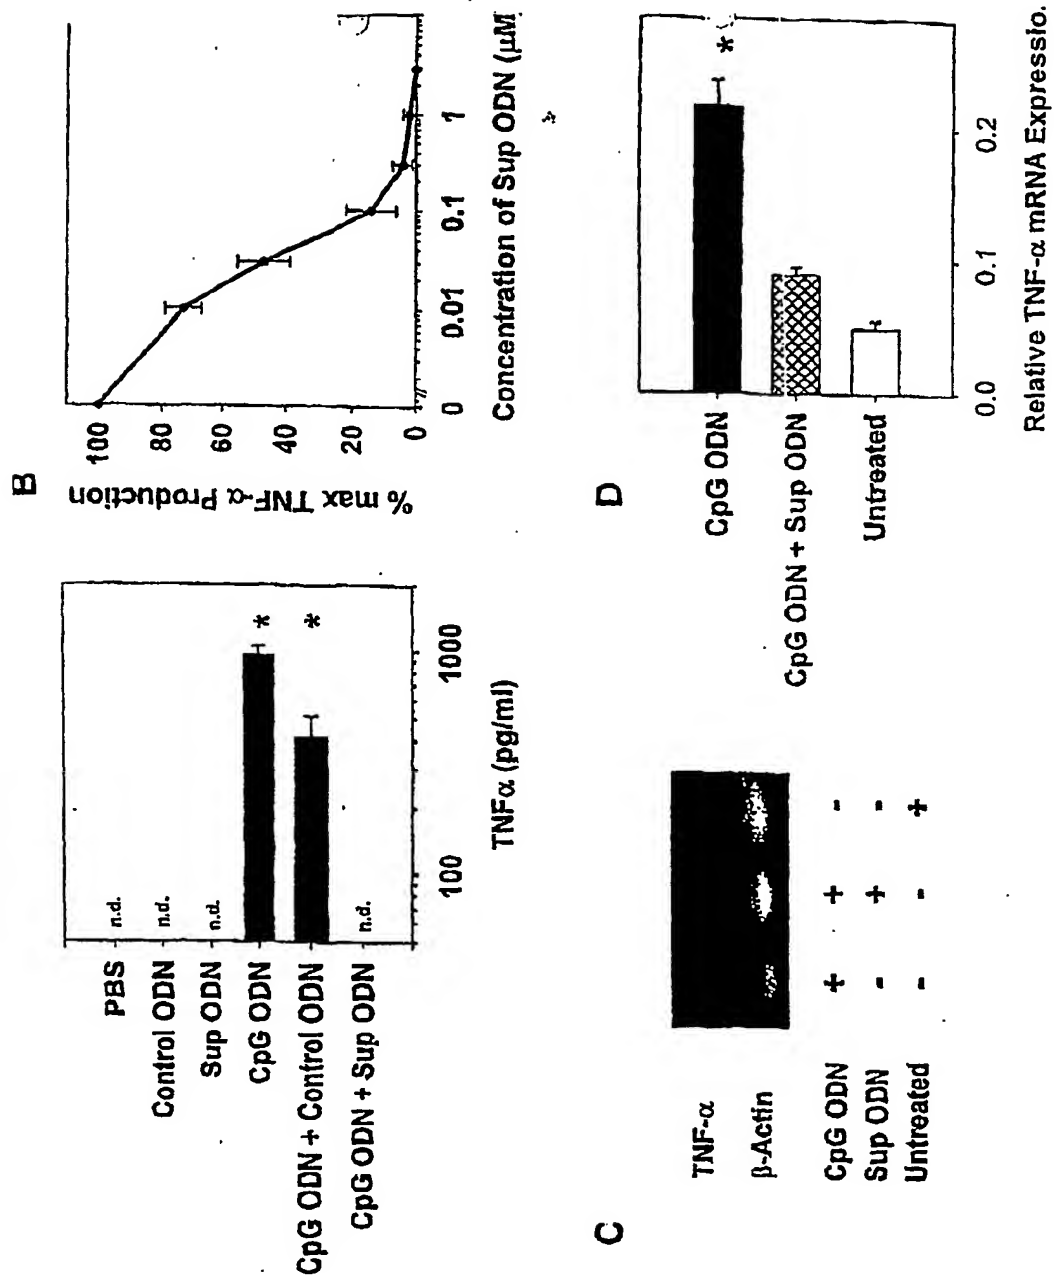 PBS
Control ODN
Sup ODN
CpG ODN
CpG ODN + Control ODN
CpG ODN + Sup ODN
n.d.
n.d.
n.d.
*
*
n.d.
100
1000
TNFα (pg/ml)
B
% max TNF-α Production
100
80
60
40
20
0
0
0.01
0.1
1
Concentration of Sup ODN (μM
C
TNF-α
β-Actin
CpG ODN + + -
Sup ODN - + -
Untreated - - +
D
CpG ODN
*
CpG ODN + Sup ODN
Untreated
0.0
0.1
0.2
Relative TNF-α mRNA Expressio.